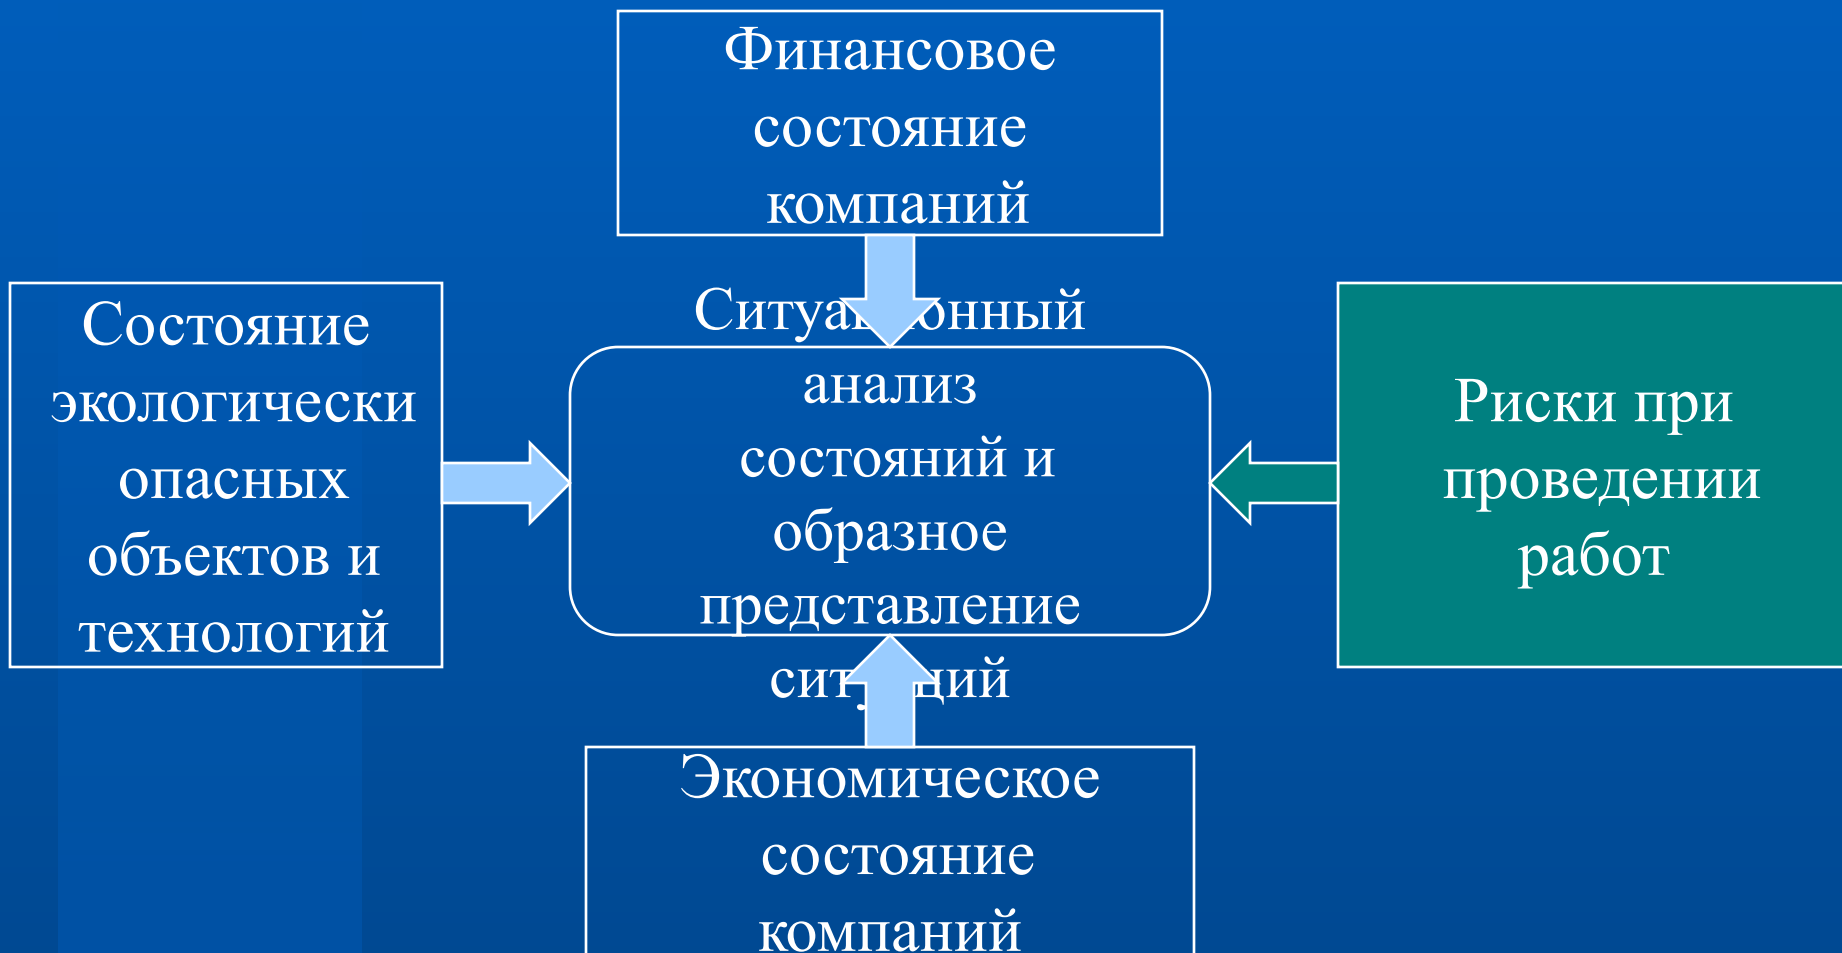 Финансовое
состояние
компаний
Состояние
экологически
опасных
объектов и
технологий
анализ
состояний и
образное
представление
Риски при
проведении
работ
Экономическое
состояние
компаний